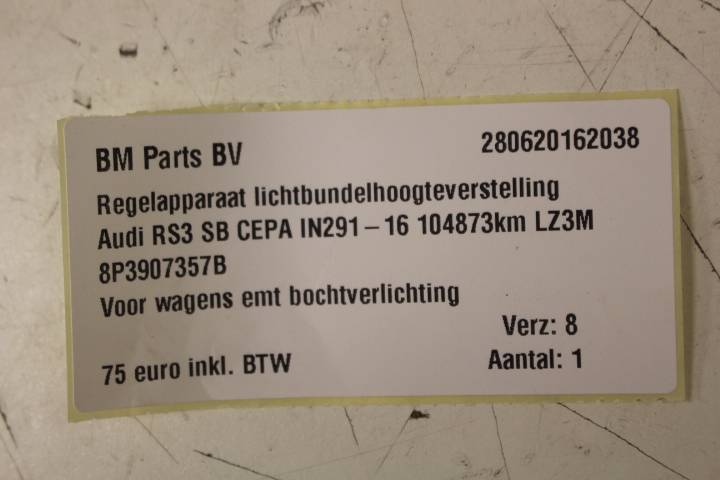 BM Parts BV 280620162038
Regelapparaat lichtbundelhoogteverstelling
Audi RS3 SB CEPA IN291-16 104873km LZ3M
8P3907357B
Voor wagens emt bochtverlichting
Verz: 8
75 euro inkl. BTW Aantal: 1